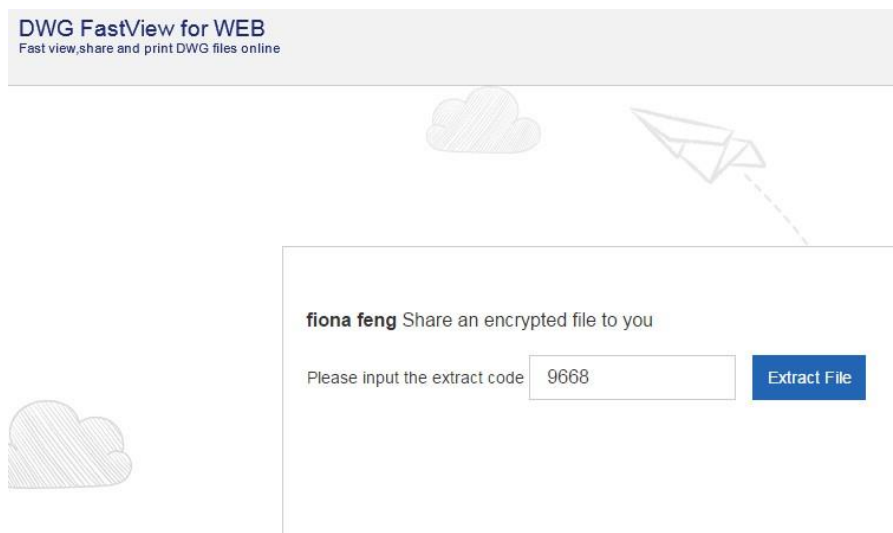 DWG FastView for WEB
Fast view,share and print DWG files online
fiona feng Share an encrypted file to you
Please input the extract code 9668 Extract File